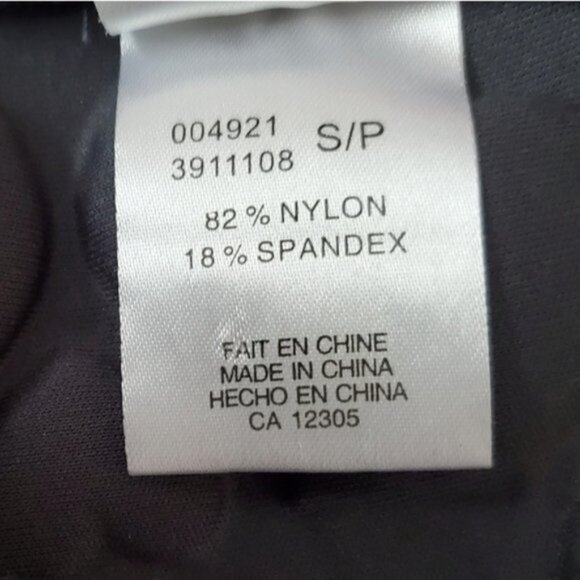 004921 S/P
3911108
82 % NYLON
18 % SPANDEX
FAIT EN CHINE
MADE IN CHINA
HECHO EN CHINA
CA 12305